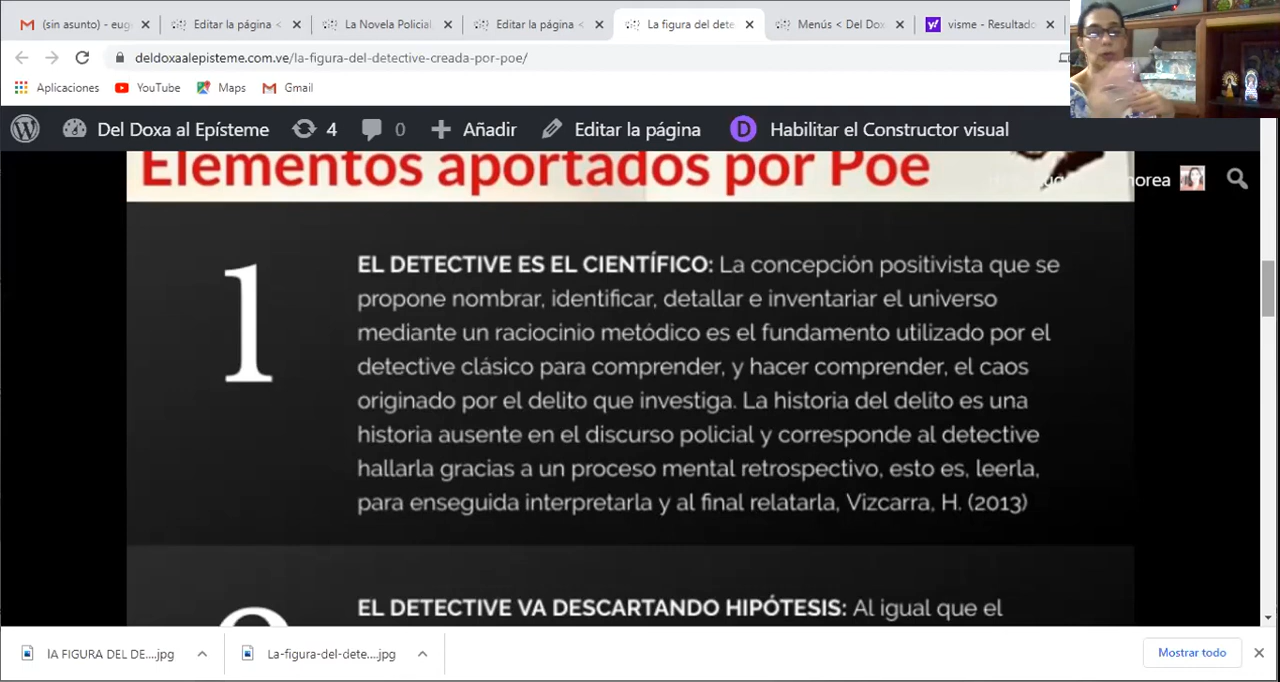 (sin asunto) - eug
Editar la página <
La Novela Policial
Editar la página <
La figura del dete
Menús < Del Dox
visme - Resultado
deldoxaalepisteme.com.ve/la-figura-del-detective-creada-por-poe/
Aplicaciones
YouTube
Maps
Gmail
Del Doxa al Epísteme
4
0
Añadir
Editar la página
D
Habilitar el Constructor visual
Elementos aportados por Poe
1
EL DETECTIVE ES EL CIENTÍFICO: La concepción positivista que se
propone nombrar, identificar, detallar e inventariar el universo
mediante un raciocinio metódico es el fundamento utilizado por el
detective clásico para comprender, y hacer comprender, el caos
originado por el delito que investiga. La historia del delito es una
historia ausente en el discurso policial y corresponde al detective
hallarla gracias a un proceso mental retrospectivo, esto es, leerla,
para enseguida interpretarla y al final relatarla, Vizcarra, H. (2013)
EL DETECTIVE VA DESCARTANDO HIPÓTESIS: Al igual que el
IA FIGURA DEL DE....jpg
La-figura-del-dete....jpg
Mostrar todo